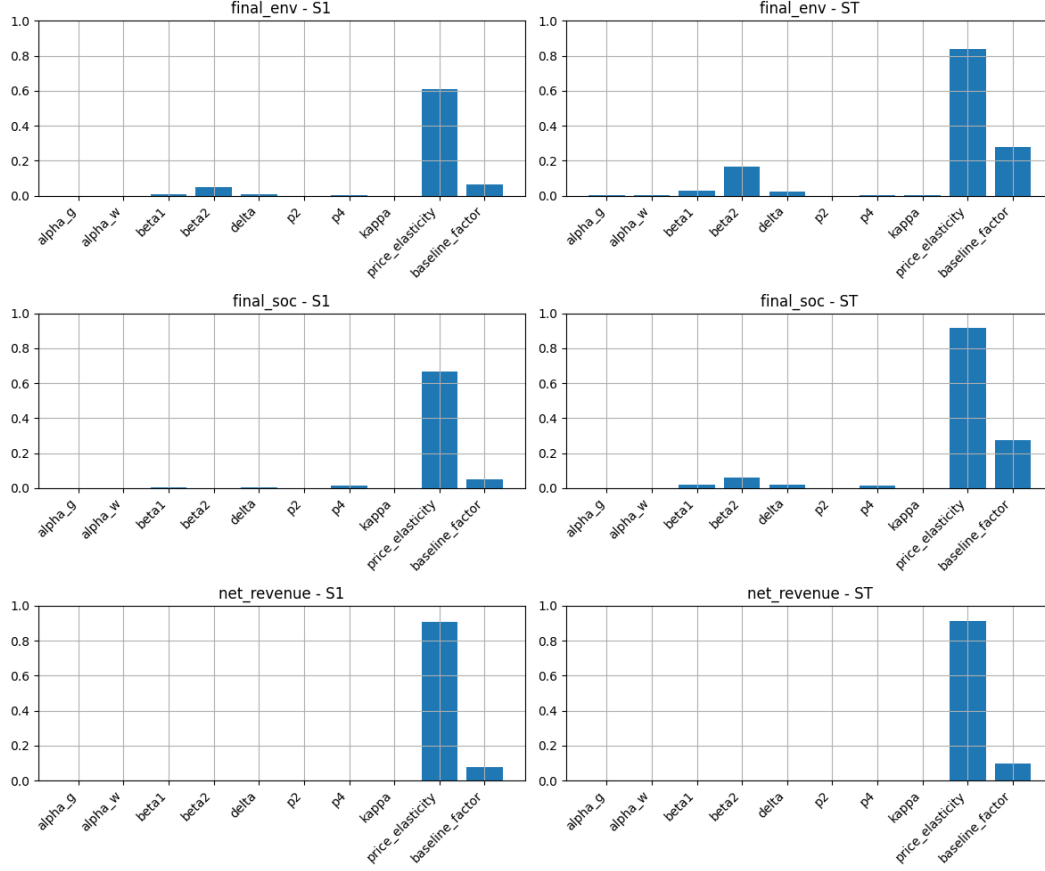 final_env - S1
1.0
0.8
0.6
0.4
0.2
0.0
alpha_g
alpha_w
beta1
beta2
delta
p2
p4
kappa
price_elasticity
baseline_factor
final_env - ST
1.0
0.8
0.6
0.4
0.2
0.0
alpha_g
alpha_w
beta1
beta2
delta
p2
p4
kappa
price_elasticity
baseline_factor
final_soc - S1
1.0
0.8
0.6
0.4
0.2
0.0
alpha_g
alpha_w
beta1
beta2
delta
p2
p4
kappa
price_elasticity
baseline_factor
final_soc - ST
1.0
0.8
0.6
0.4
0.2
0.0
alpha_g
alpha_w
beta1
beta2
delta
p2
p4
kappa
price_elasticity
baseline_factor
net_revenue - S1
1.0
0.8
0.6
0.4
0.2
0.0
alpha_g
alpha_w
beta1
beta2
delta
p2
p4
kappa
price_elasticity
baseline_factor
net_revenue - ST
1.0
0.8
0.6
0.4
0.2
0.0
alpha_g
alpha_w
beta1
beta2
delta
p2
p4
kappa
price_elasticity
baseline_factor